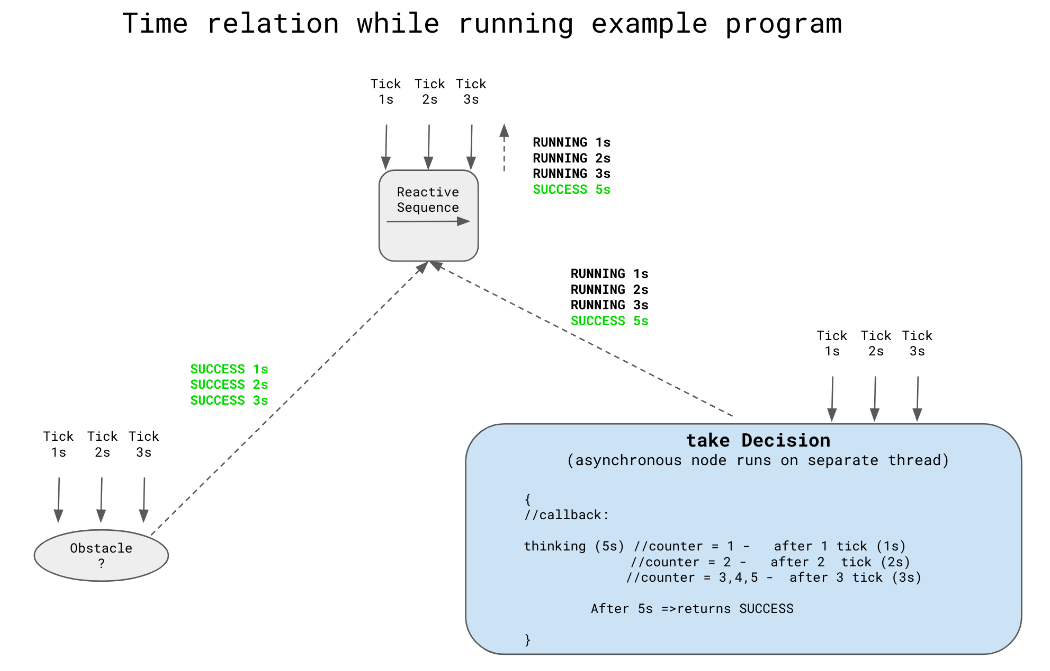 Time relation while running example program
Tick Tick Tick
1s 2s 3s
RUNNING 1s
RUNNING 2s
RUNNING 3s
SUCCESS 5s
Reactive
Sequence
RUNNING 1s
RUNNING 2s
RUNNING 3s
SUCCESS 5s
Tick Tick Tick
1s 2s 3s
SUCCESS 1s
SUCCESS 2s
SUCCESS 3s
Tick Tick Tick
1s 2s 3s
Obstacle
?
take Decision
(asynchronous node runs on separate thread)
{
//callback:
thinking (5s) //counter = 1 - after 1 tick (1s)
//counter = 2 - after 2 tick (2s)
//counter = 3,4,5 - after 3 tick (3s)
After 5s =>returns SUCCESS
}